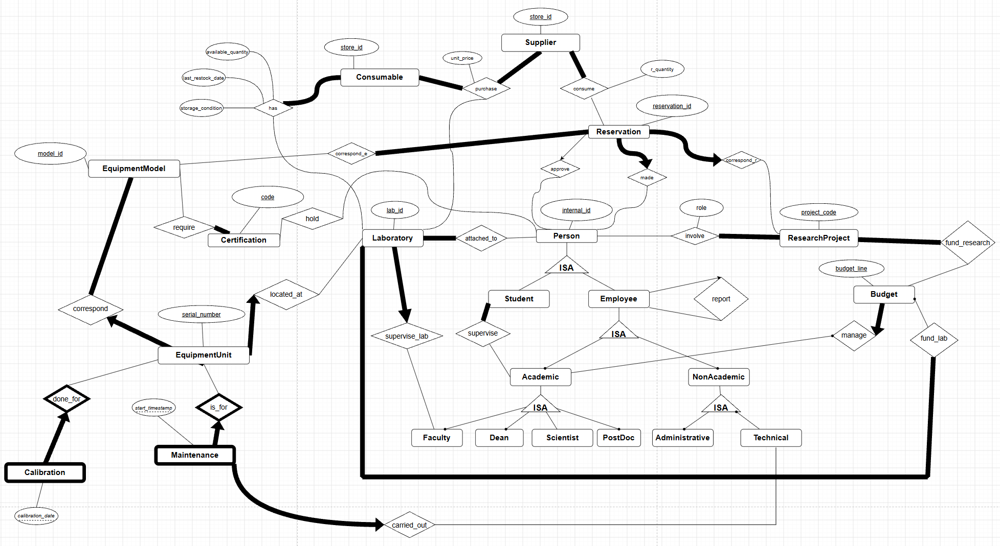 store_id
Supplier
store_id
available_quantity
unit_price
r_quantity
Consumable
last_restock_date
purchase
consume
storage_condition
has
reservation_id
Reservation
model_id
correspond_e
correspond_r
EquipmentModel
approve
made
code
lab_id
internal_id
role
project_code
hold
require
Certification
Laboratory
attached_to
Person
involve
ResearchProject
fund_research
ISA
budget_line
located_at
Student
Employee
report
Budget
correspond
serial_number
supervise_lab
supervise
ISA
manage
fund_lab
EquipmentUnit
Academic
NonAcademic
done_for
is_for
start_timestamp
ISA
ISA
Faculty
Dean
Scientist
PostDoc
Administrative
Technical
Maintenance
Calibration
calibration_date
carried_out